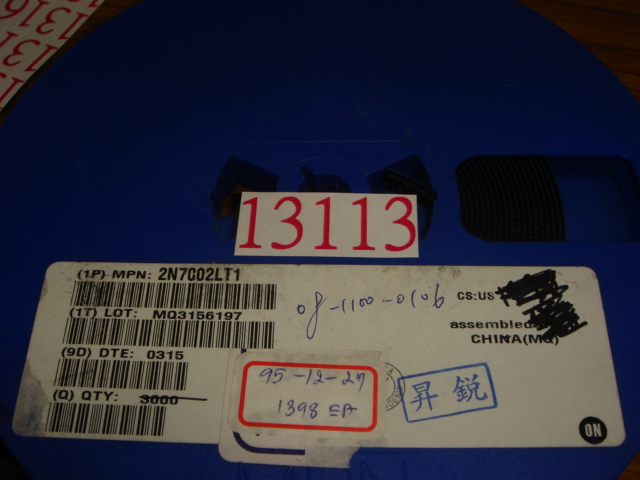 13113
(1P) MPN: 2N7002LT1
08-1100-0106
CS:US
(1T) LOT: MQ3156197
assembled
CHINA(MQ)
(9D) DTE: 0315
(Q) QTY: 3000
95-12-27
1398 EA
昇銳
ON